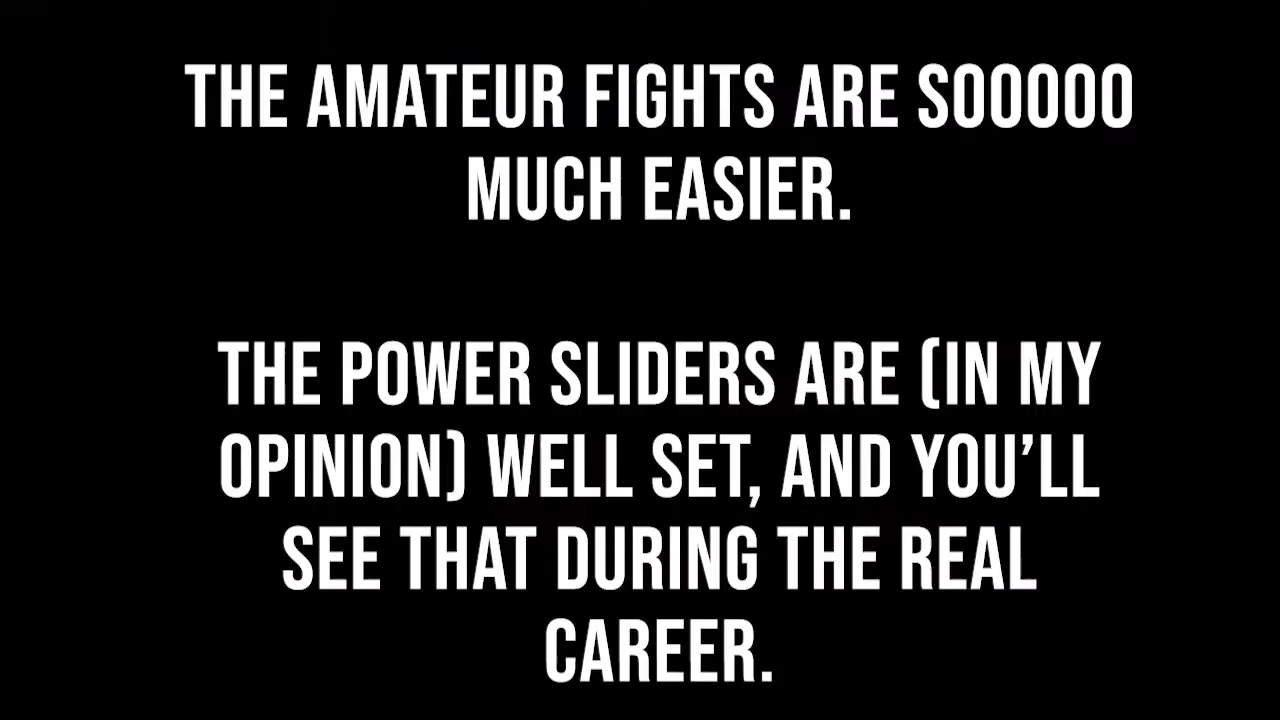 THE AMATEUR FIGHTS ARE SOOOOO
MUCH EASIER.
THE POWER SLIDERS ARE (IN MY
OPINION) WELL SET, AND YOU’LL
SEE THAT DURING THE REAL
CAREER.